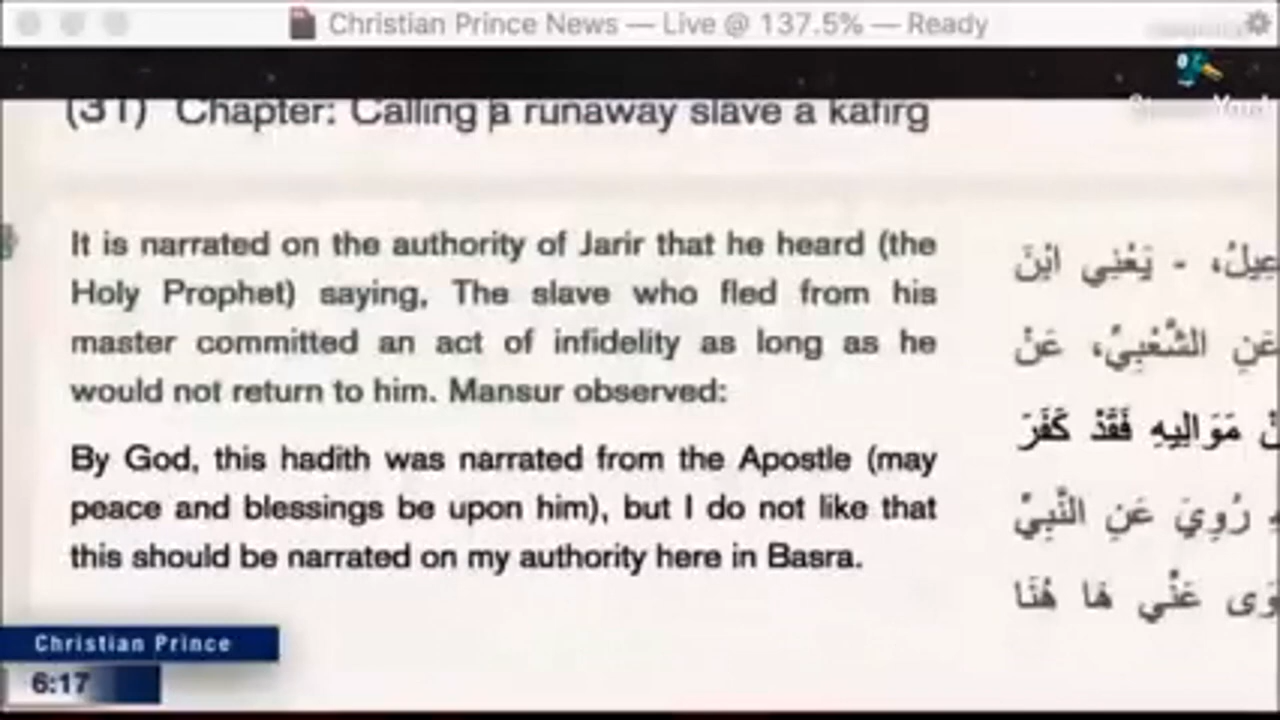 Christian Prince News — Live @ 137.5% — Ready
(31) Chapter: Calling a runaway slave a kafirg
It is narrated on the authority of Jarir that he heard (the
Holy Prophet) saying, The slave who fled from his
master committed an act of infidelity as long as he
would not return to him. Mansur observed:
By God, this hadith was narrated from the Apostle (may
peace and blessings be upon him), but I do not like that
this should be narrated on my authority here in Basra.
‏- يَعْنِي ابْنَ
عَنِ الشَّعْبِيِّ، عَنْ
مَوَالِيهِ فَقَدْ كَفَرَ
رُوِيَ عَنِ النَّبِيِّ
عَنِّي هَا هُنَا
Christian Prince
6:17